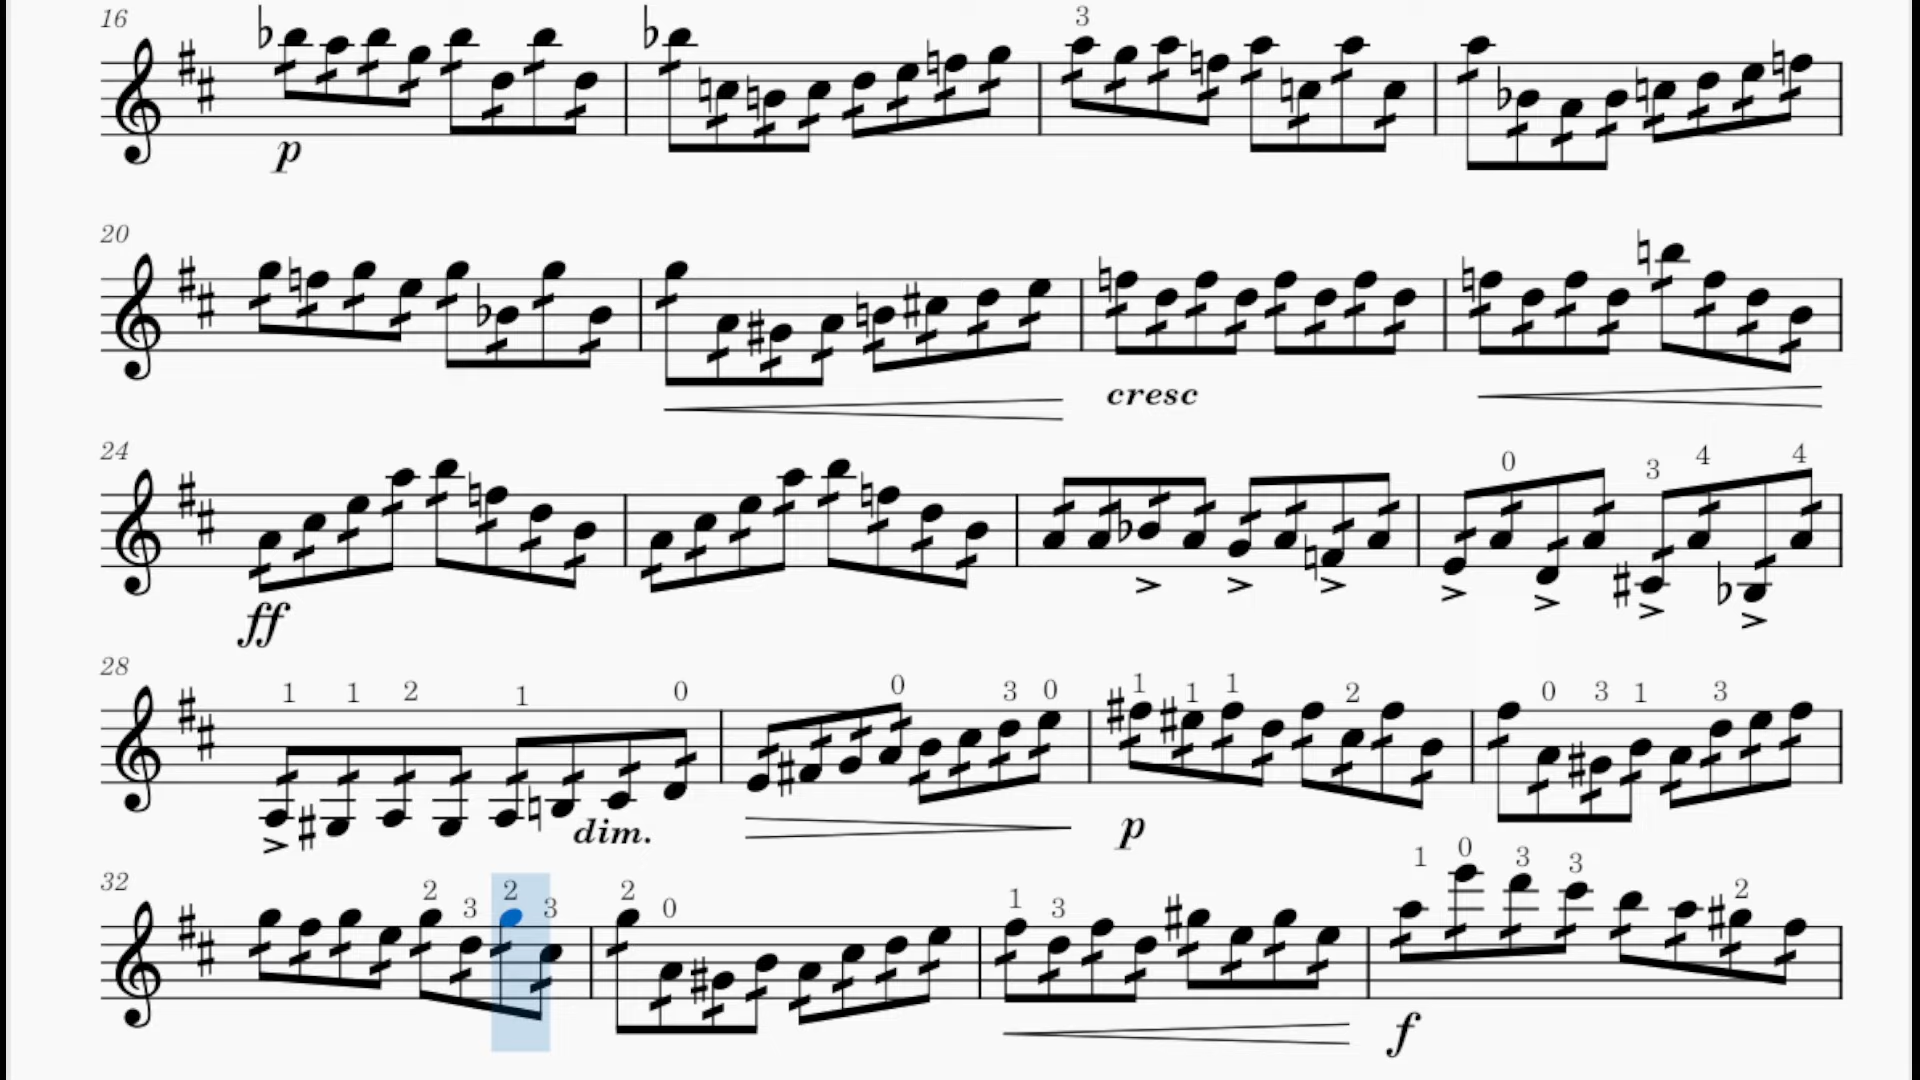 16 3
p
20
cresc
24 0 3 4 4
ff
28 1 1 2 1 0 0 3 0 1 1 1 2 0 3 1 3
dim. p
32 2 3 2 3 2 0 1 3 1 0 3 3 2
f